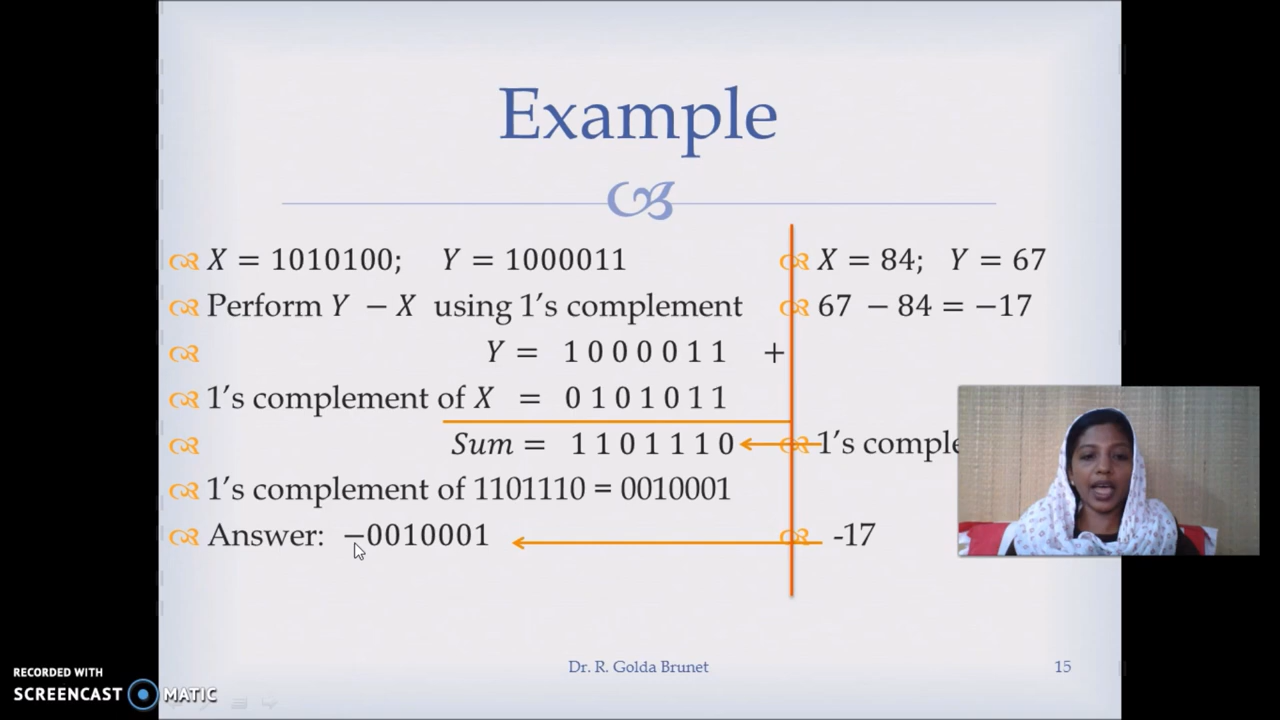 Example
X = 1010100; Y = 1000011
X = 84; Y = 67
Perform Y − X using 1’s complement
67 − 84 = −17
Y = 1 0 0 0 0 1 1 +
1’s complement of X = 0 1 0 1 0 1 1
Sum = 1 1 0 1 1 1 0
1’s
1’s complement of 1101110 = 0010001
Answer: −0010001
-17
Dr. R. Golda Brunet
15
RECORDED WITH
SCREENCAST MATIC